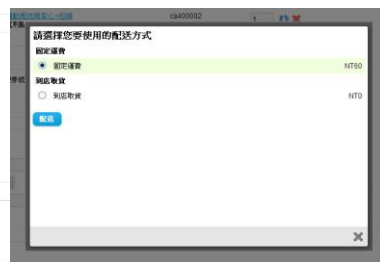 ca400002
1
請選擇您要使用的配送方式
固定運費
固定運費 NT60
到店取貨
到店取貨 NT0
配送